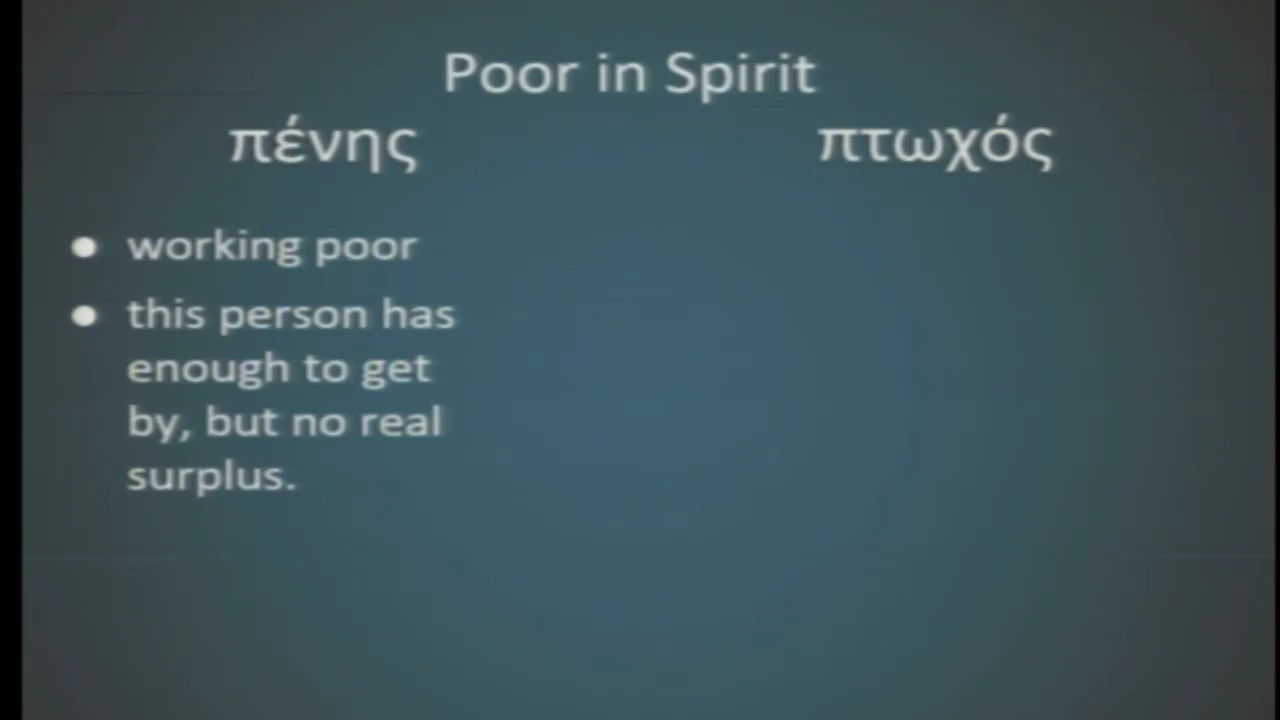 Poor in Spirit
πένης
πτωχός
● working poor
● this person has
enough to get
by, but no real
surplus.